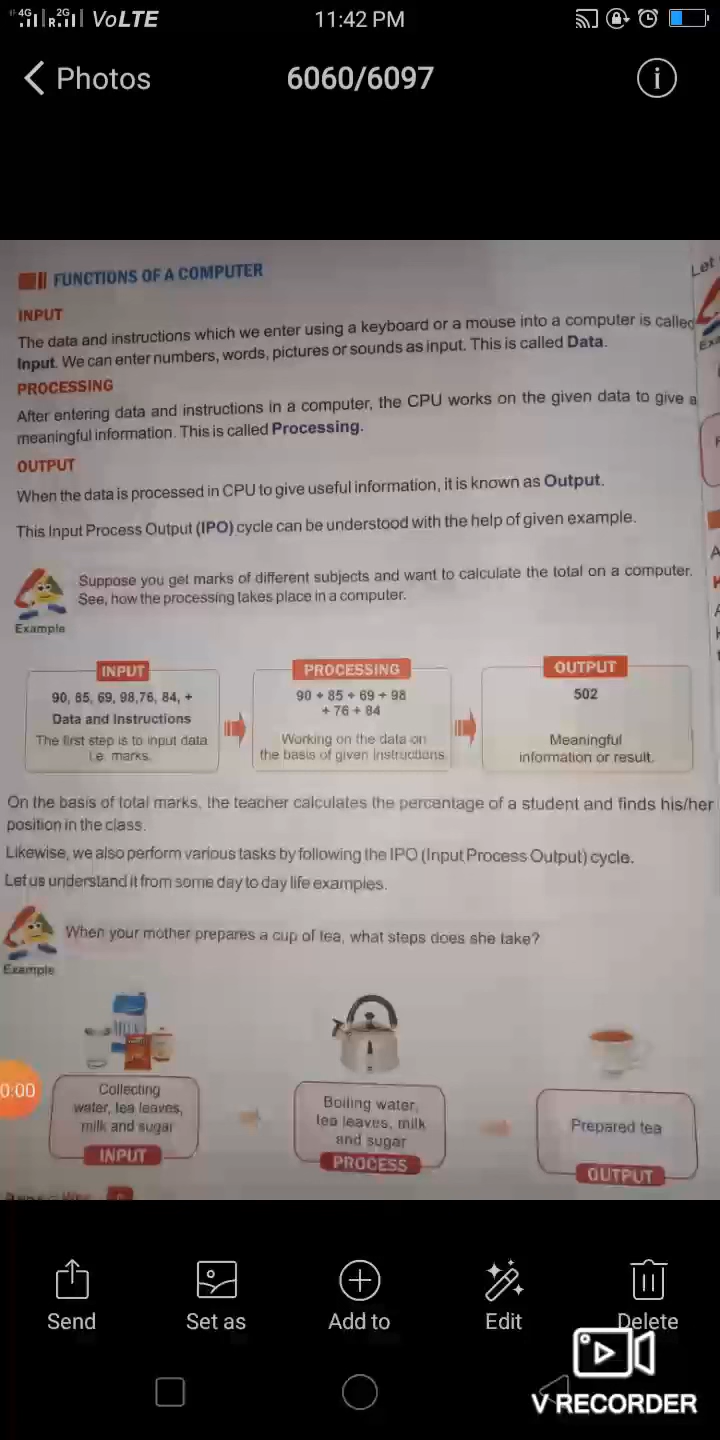 4G R 2G VoLTE 11:42 PM
Photos 6060/6097
FUNCTIONS OF A COMPUTER
INPUT
The data and instructions which we enter using a keyboard or a mouse into a computer is called
Input. We can enter numbers, words, pictures or sounds as input. This is called Data.
PROCESSING
After entering data and instructions in a computer, the CPU works on the given data to give a
meaningful information. This is called Processing.
OUTPUT
When the data is processed in CPU to give useful information, it is known as Output.
This Input Process Output (IPO) cycle can be understood with the help of given example.
Suppose you get marks of different subjects and want to calculate the total on a computer.
See, how the processing takes place in a computer.
Example
INPUT
90, 85, 69, 98,76, 84, +
Data and Instructions
The first step is to input data
i.e. marks.
PROCESSING
90 + 85 + 69 + 98
+ 76 + 84
Working on the data on
the basis of given Instructions
OUTPUT
502
Meaningful
information or result.
On the basis of total marks, the teacher calculates the percentage of a student and finds his/her
position in the class.
Likewise, we also perform various tasks by following the IPO (Input Process Output) cycle.
Let us understand it from some day to day life examples.
When your mother prepares a cup of tea, what steps does she take?
Example
MILK
Collecting
water, tea leaves,
milk and sugar
INPUT
Boiling water,
tea leaves, milk
and sugar
PROCESS
Prepared tea
OUTPUT
Let
0:00
Send Set as Add to Edit Delete
V RECORDER